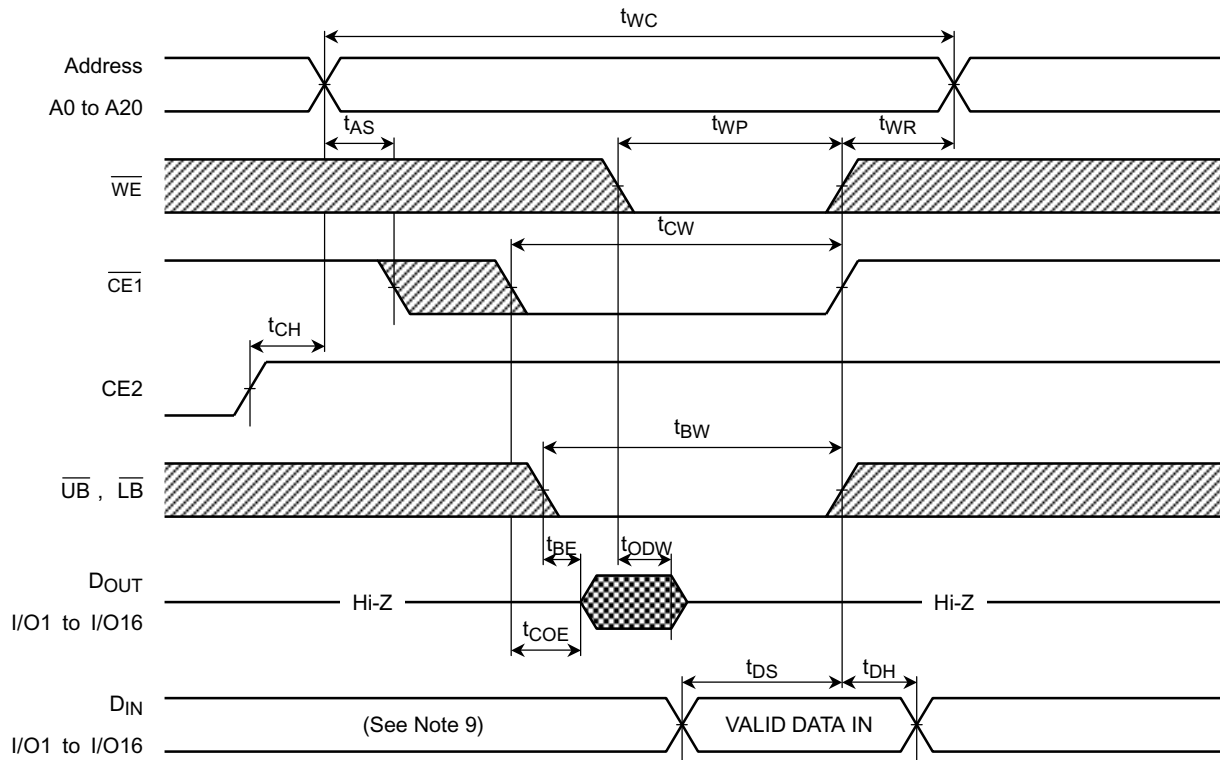 tWC
Address
A0 to A20
tAS
tWP
tWR
WE
tCW
CE1
tCH
CE2
tBW
UB , LB
tBE
tODW
DOUT
Hi-Z
Hi-Z
I/O1 to I/O16
tCOE
tDS
tDH
DIN
(See Note 9)
VALID DATA IN
I/O1 to I/O16